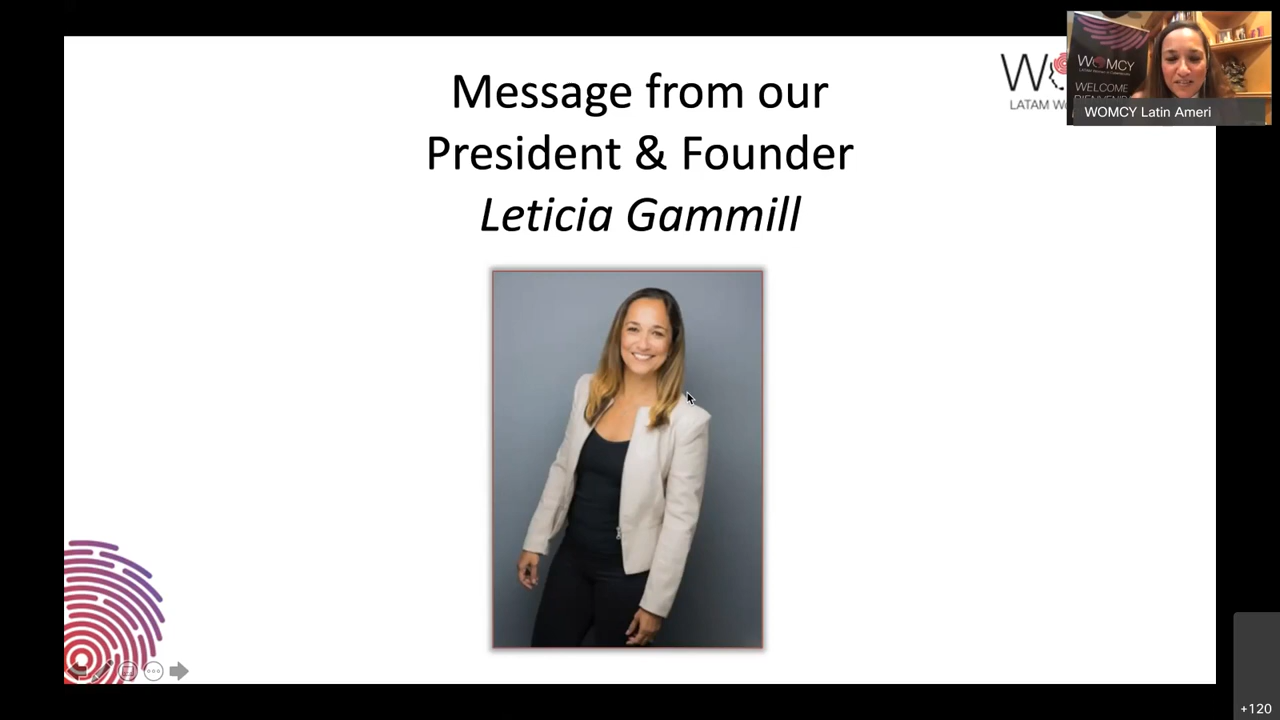 Message from our
President & Founder
Leticia Gammill
LATAM
WOMCY
WELCOME
WOMCY Latin Ameri
+120